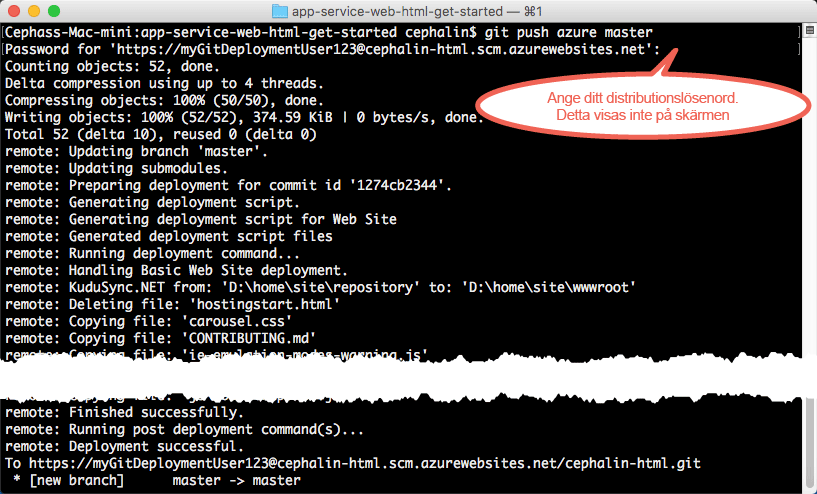 app-service-web-html-get-started — ⌘1
[Cephass-Mac-mini:app-service-web-html-get-started cephalin$ git push azure master ]
[Password for 'https://myGitDeploymentUser123@cephalin-html.scm.azurewebsites.net': ]
Ange ditt distributionslösenord.
Detta visas inte på skärmen
Counting objects: 52, done.
Delta compression using up to 4 threads.
Compressing objects: 100% (50/50), done.
Writing objects: 100% (52/52), 374.59 KiB | 0 bytes/s, done.
Total 52 (delta 10), reused 0 (delta 0)
remote: Updating branch 'master'.
remote: Updating submodules.
remote: Preparing deployment for commit id '1274cb2344'.
remote: Generating deployment script.
remote: Generating deployment script for Web Site
remote: Generated deployment script files
remote: Running deployment command...
remote: Handling Basic Web Site deployment.
remote: KuduSync.NET from: 'D:\home\site\repository' to: 'D:\home\site\wwwroot'
remote: Deleting file: 'hostingstart.html'
remote: Copying file: 'carousel.css'
remote: Copying file: 'CONTRIBUTING.md'
remote: Copying file: 'ie-emulation-modes-warning.js'
remote: Finished successfully.
remote: Running post deployment command(s)...
remote: Deployment successful.
To https://myGitDeploymentUser123@cephalin-html.scm.azurewebsites.net/cephalin-html.git
* [new branch] master -> master